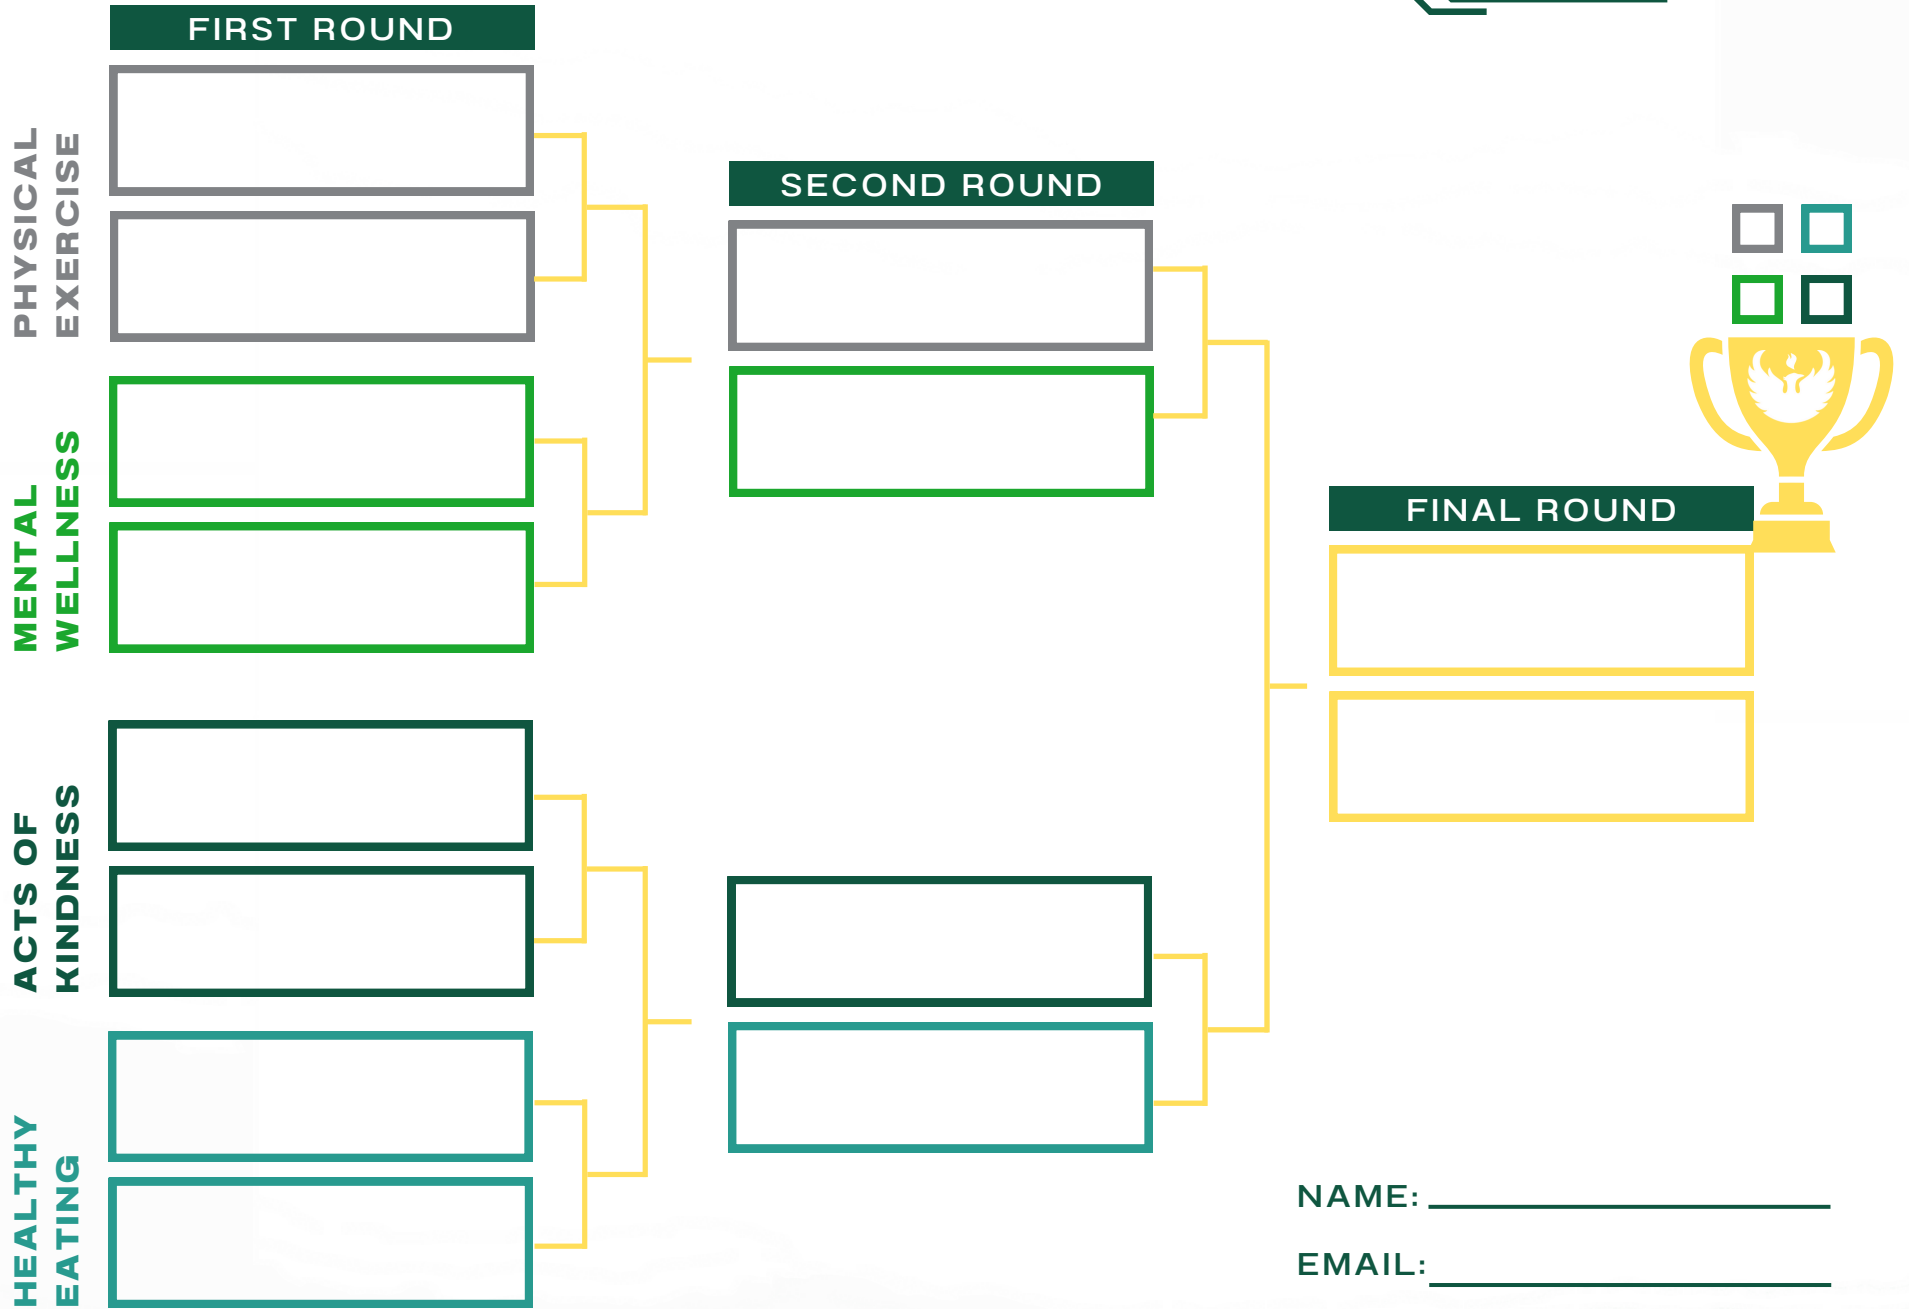 FIRST ROUND
PHYSICAL
EXERCISE
SECOND ROUND
MENTAL
WELLNESS
FINAL ROUND
ACTS OF
KINDNESS
HEALTHY
EATING
NAME:
EMAIL: